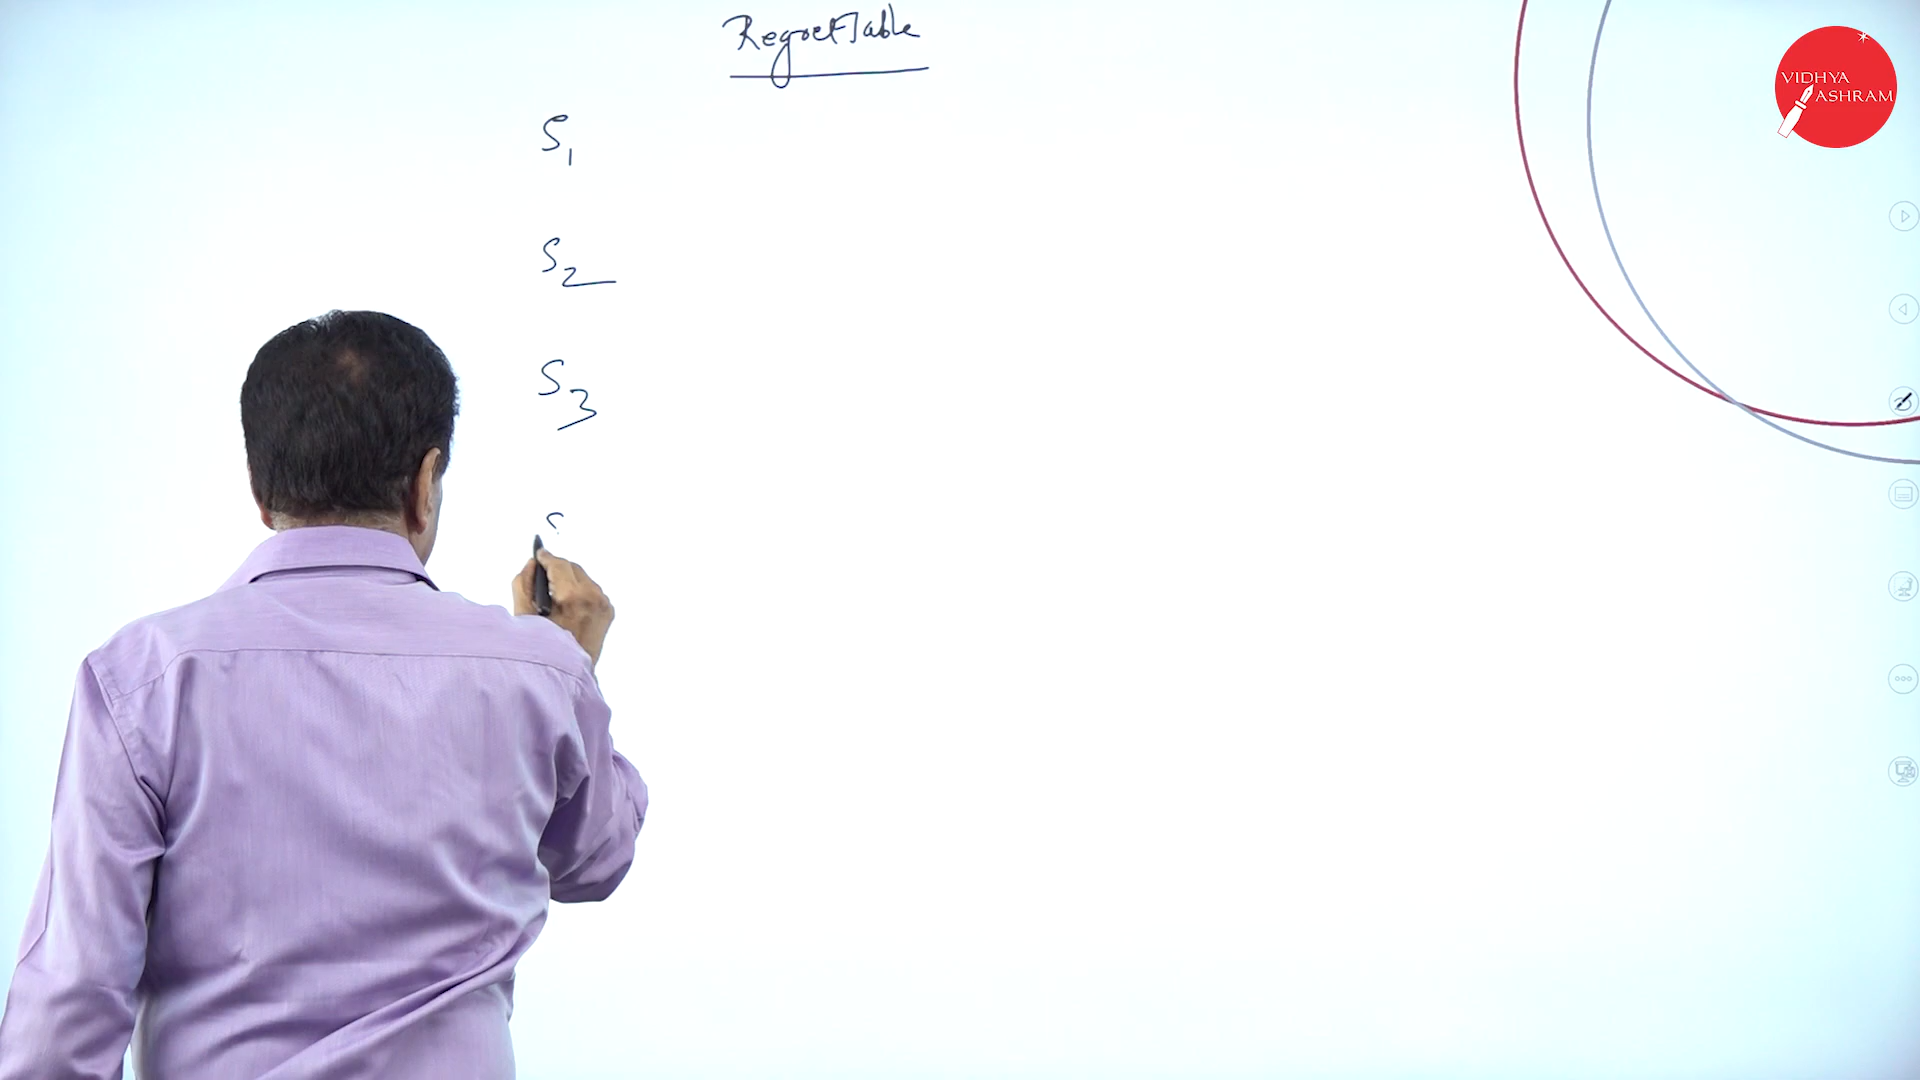 Regret Table
S1
S2
S3
S
VIDHYA
ASHRAM